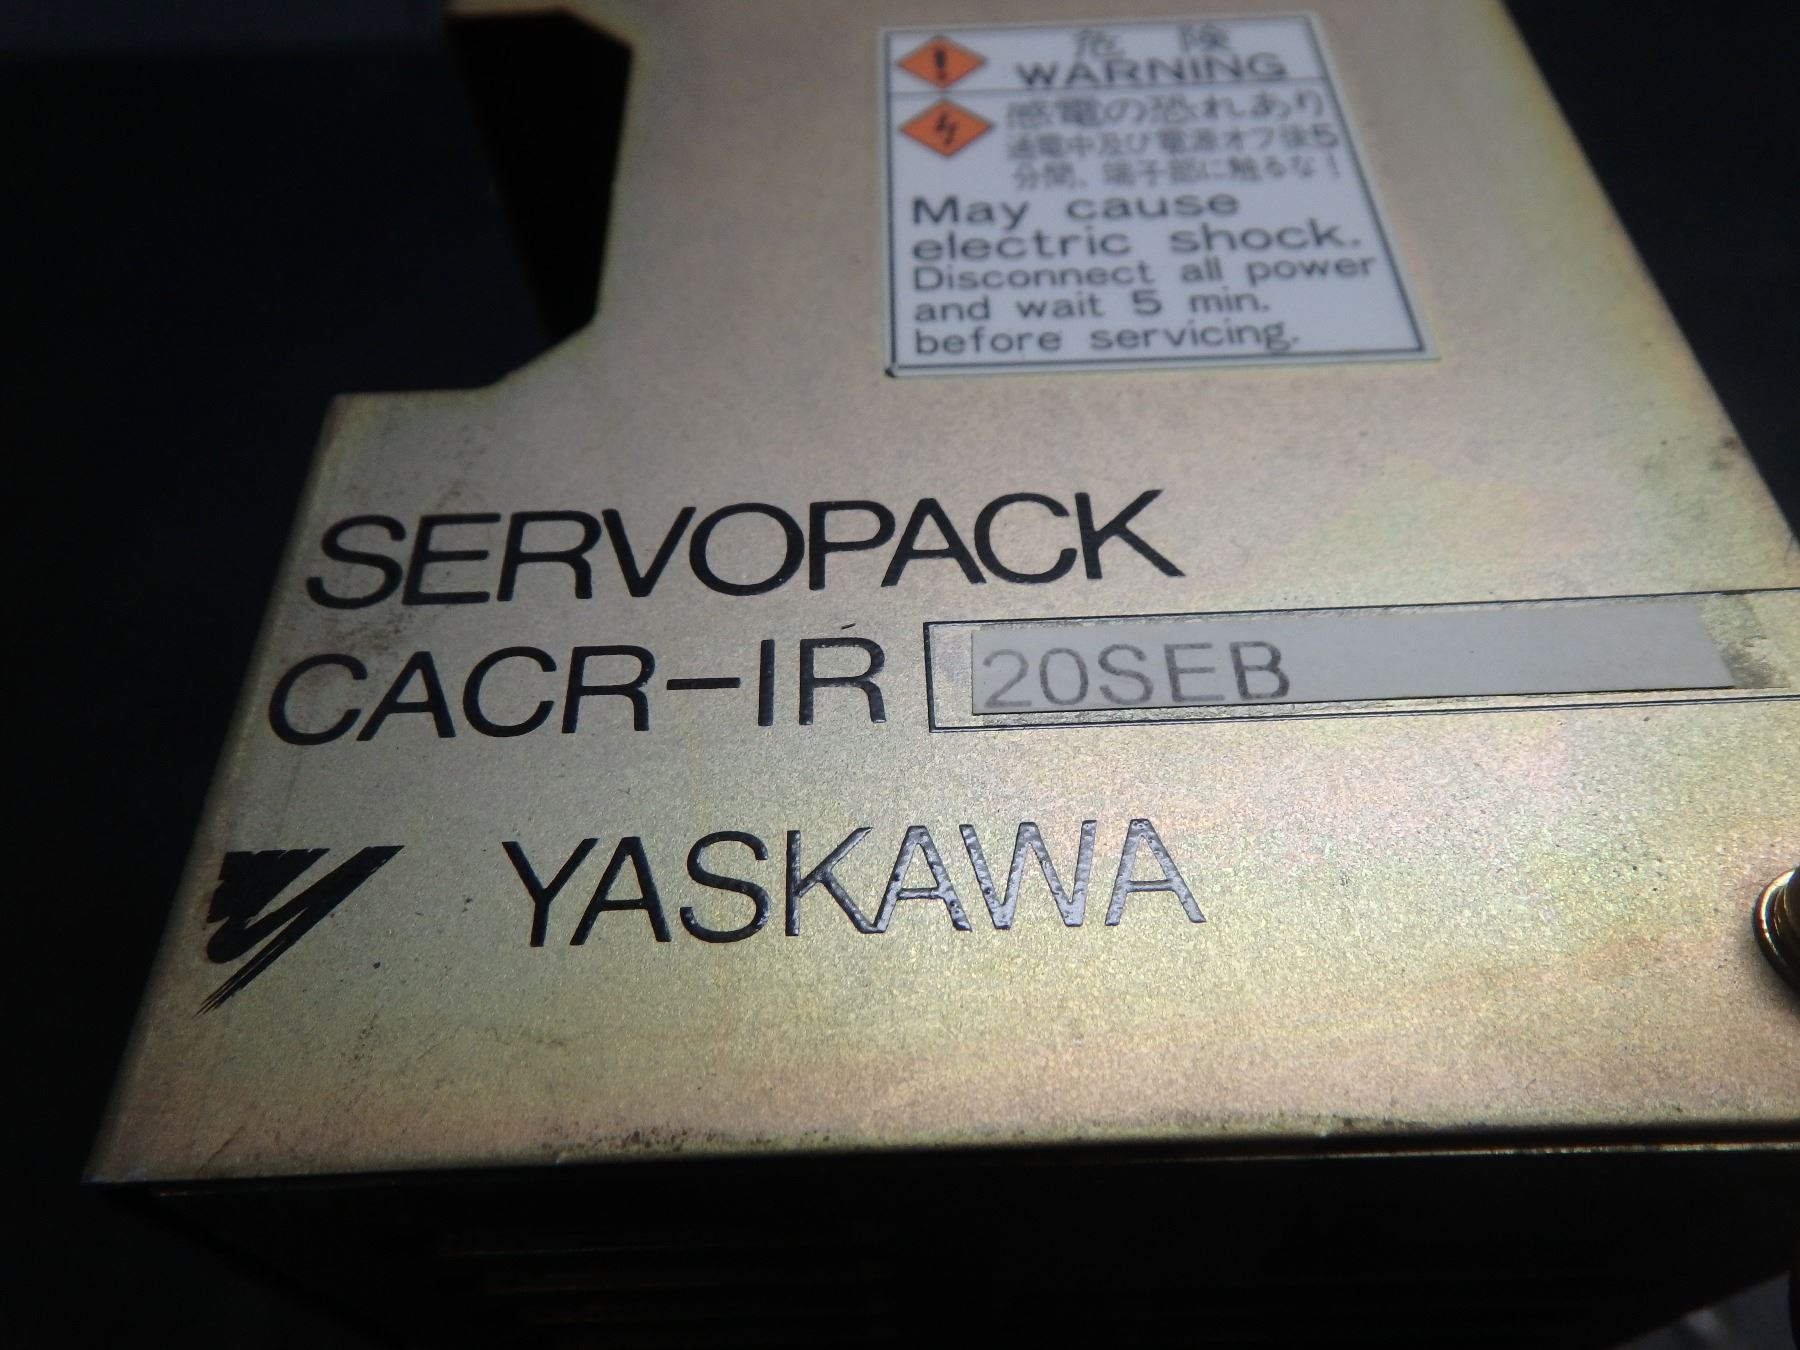 危険
WARNING
感電の恐れあり
通電中及び電源オフ後5
分間、端子部に触るな!
May cause
electric shock.
Disconnect all power
and wait 5 min.
before servicing.
SERVOPACK
CACR-IR 20SEB
YASKAWA